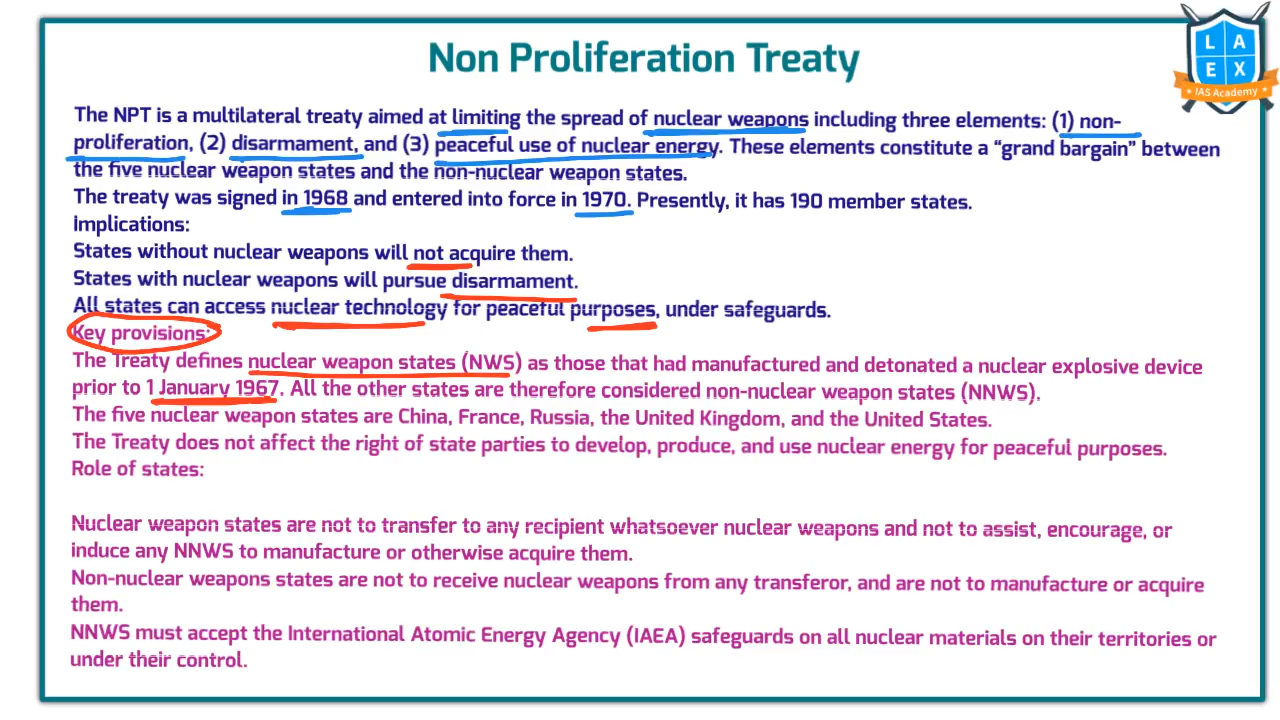 Non Proliferation Treaty
L A
E X
IAS Academy
The NPT is a multilateral treaty aimed at limiting the spread of nuclear weapons including three elements: (1) non-
proliferation, (2) disarmament, and (3) peaceful use of nuclear energy. These elements constitute a “grand bargain” between
the five nuclear weapon states and the non-nuclear weapon states.
The treaty was signed in 1968 and entered into force in 1970. Presently, it has 190 member states.
Implications:
States without nuclear weapons will not acquire them.
States with nuclear weapons will pursue disarmament.
All states can access nuclear technology for peaceful purposes, under safeguards.
Key provisions:
The Treaty defines nuclear weapon states (NWS) as those that had manufactured and detonated a nuclear explosive device
prior to 1 January 1967. All the other states are therefore considered non-nuclear weapon states (NNWS).
The five nuclear weapon states are China, France, Russia, the United Kingdom, and the United States.
The Treaty does not affect the right of state parties to develop, produce, and use nuclear energy for peaceful purposes.
Role of states:
Nuclear weapon states are not to transfer to any recipient whatsoever nuclear weapons and not to assist, encourage, or
induce any NNWS to manufacture or otherwise acquire them.
Non-nuclear weapons states are not to receive nuclear weapons from any transferor, and are not to manufacture or acquire
them.
NNWS must accept the International Atomic Energy Agency (IAEA) safeguards on all nuclear materials on their territories or
under their control.